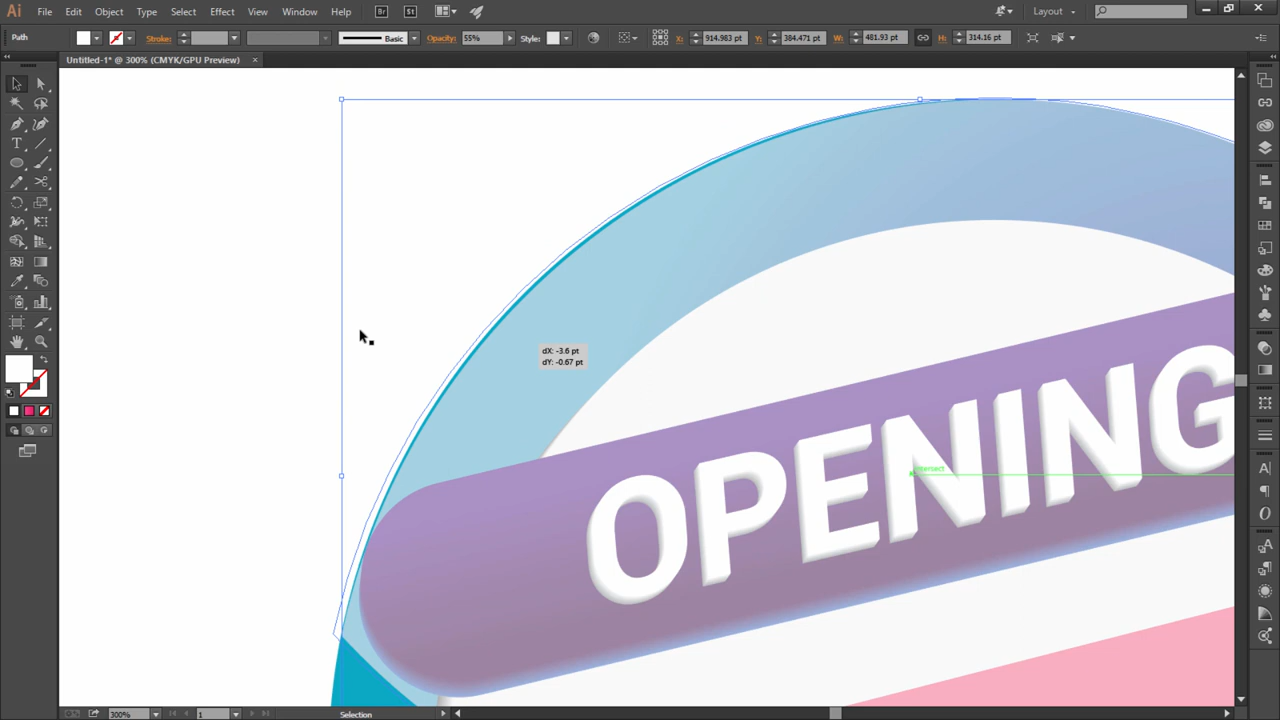 Ai File Edit Object Type Select Effect View Window Help Br St Layout
Path Stroke: Basic Opacity: 55% Style: X: 914.983 pt Y: 384.471 pt W: 481.93 pt H: 314.16 pt
Untitled-1* @ 300% (CMYK/GPU Preview) ×
dX: -3.6 pt
dY: -0.67 pt
OPENING
intersect
300% 1 Selection